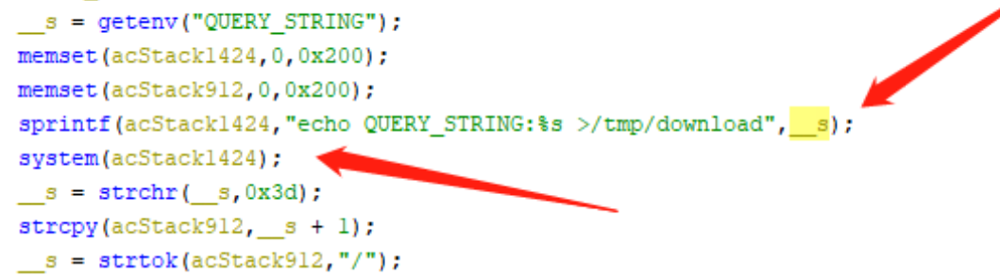 __s = getenv("QUERY_STRING");
memset(acStack1424,0,0x200);
memset(acStack912,0,0x200);
sprintf(acStack1424,"echo QUERY_STRING:%s >/tmp/download",__s);
system(acStack1424);
__s = strchr(__s,0x3d);
strcpy(acStack912,__s + 1);
__s = strtok(acStack912,"/");